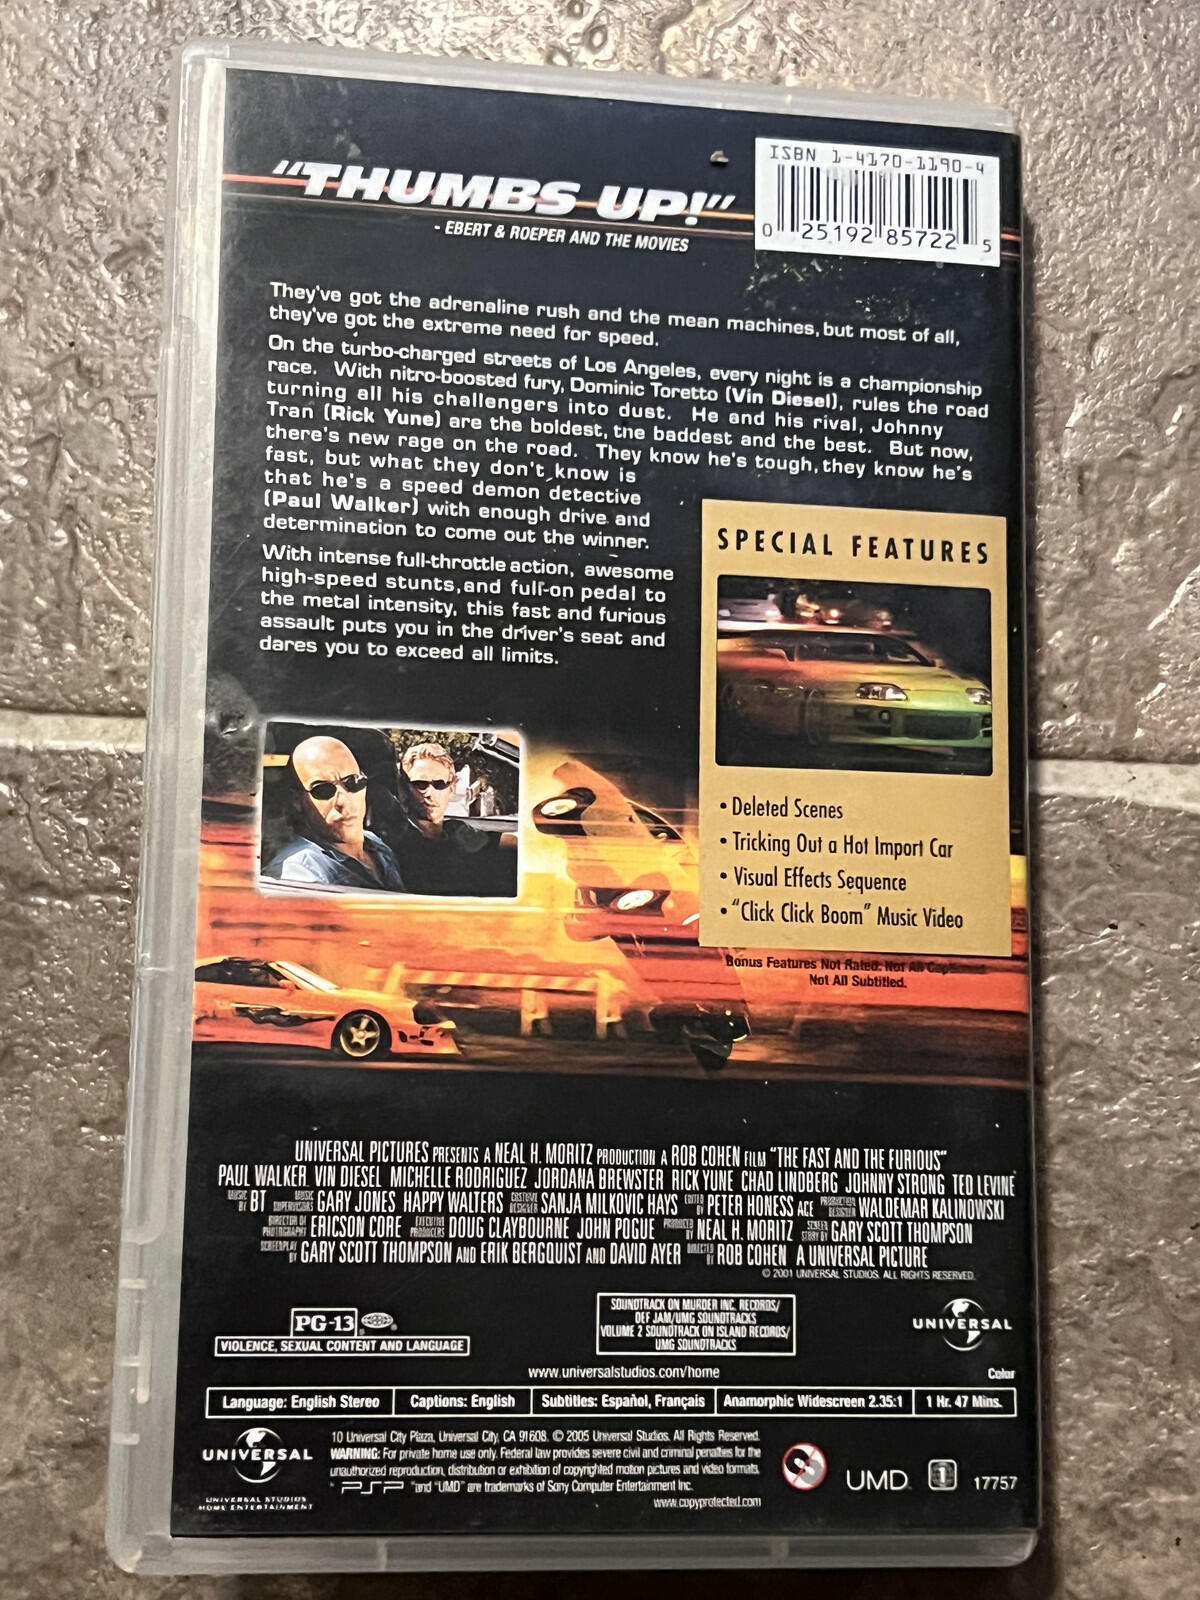 "THUMBS UP!"
- EBERT & ROEPER AND THE MOVIES
ISBN 1-4170-1190-4
0 25192 85722 5
They've got the adrenaline rush and the mean machines, but most of all,
they've got the extreme need for speed.
On the turbo-charged streets of Los Angeles, every night is a championship
race. With nitro-boosted fury, Dominic Toretto (Vin Diesel), rules the road
turning all his challengers into dust. He and his rival, Johnny
Tran (Rick Yune) are the boldest, the baddest and the best. But now,
there's new rage on the road. They know he's tough, they know he's
fast, but what they don't know is
that he's a speed demon detective
(Paul Walker) with enough drive and
determination to come out the winner.
With intense full-throttle action, awesome
high-speed stunts, and full-on pedal to
the metal intensity, this fast and furious
assault puts you in the driver's seat and
dares you to exceed all limits.
SPECIAL FEATURES
• Deleted Scenes
• Tricking Out a Hot Import Car
• Visual Effects Sequence
• "Click Click Boom" Music Video
Bonus Features Not Rated. Not All Captioned.
Not All Subtitled.
UNIVERSAL PICTURES PRESENTS A NEAL H. MORITZ PRODUCTION A ROB COHEN FILM "THE FAST AND THE FURIOUS"
PAUL WALKER VIN DIESEL MICHELLE RODRIGUEZ JORDANA BREWSTER RICK YUNE CHAD LINDBERG JOHNNY STRONG TED LEVINE
MUSIC BY BT MUSIC SUPERVISORS GARY JONES HAPPY WALTERS COSTUME DESIGNER SANJA MILKOVIC HAYS EDITED BY PETER HONESS ACE PRODUCTION DESIGNER WALDEMAR KALINOWSKI
DIRECTOR OF PHOTOGRAPHY ERICSON CORE EXECUTIVE PRODUCERS DOUG CLAYBOURNE JOHN POGUE PRODUCED BY NEAL H. MORITZ SCREEN STORY BY GARY SCOTT THOMPSON
SCREENPLAY BY GARY SCOTT THOMPSON AND ERIK BERGQUIST AND DAVID AYER DIRECTED BY ROB COHEN A UNIVERSAL PICTURE
© 2001 UNIVERSAL STUDIOS. ALL RIGHTS RESERVED.
PG-13
VIOLENCE, SEXUAL CONTENT AND LANGUAGE
SOUNDTRACK ON MURDER INC. RECORDS/
DEF JAM/UMG SOUNDTRACKS
VOLUME 2 SOUNDTRACK ON ISLAND RECORDS/
UMG SOUNDTRACKS
UNIVERSAL
www.universalstudios.com/home
Color
Language: English Stereo
Captions: English
Subtitles: Español, Français
Anamorphic Widescreen 2.35:1
1 Hr. 47 Mins.
UNIVERSAL
UNIVERSAL STUDIOS
HOME ENTERTAINMENT
10 Universal City Plaza, Universal City, CA 91608. © 2005 Universal Studios. All Rights Reserved.
WARNING: For private home use only. Federal law provides severe civil and criminal penalties for the
unauthorized reproduction, distribution or exhibition of copyrighted motion pictures and video formats.
PSP "and "UMD" are trademarks of Sony Computer Entertainment Inc.
www.copyprotected.com
UMD
1
17757